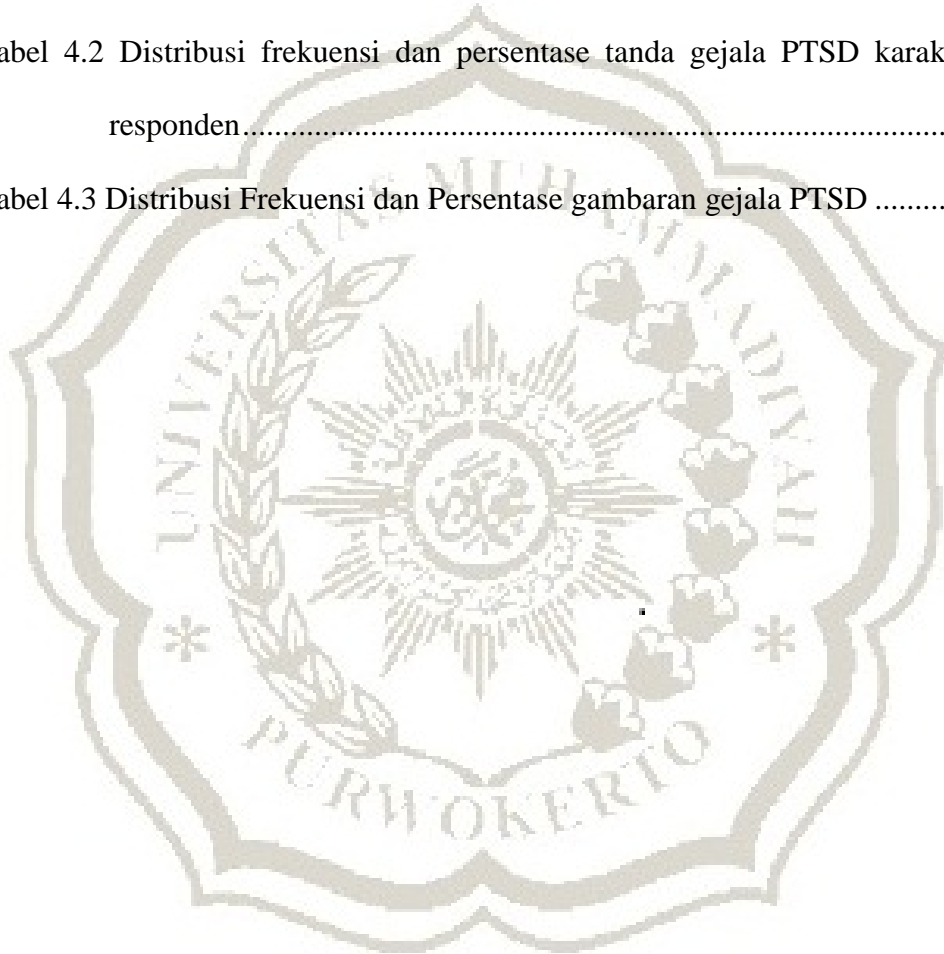 abel 4.2 Distribusi frekuensi dan persentase tanda gejala PTSD karak
responden.........................................................................................
abel 4.3 Distribusi Frekuensi dan Persentase gambaran gejala PTSD .........
UNIVERSITAS MUHAMMADIYAH
PURWOKERTO